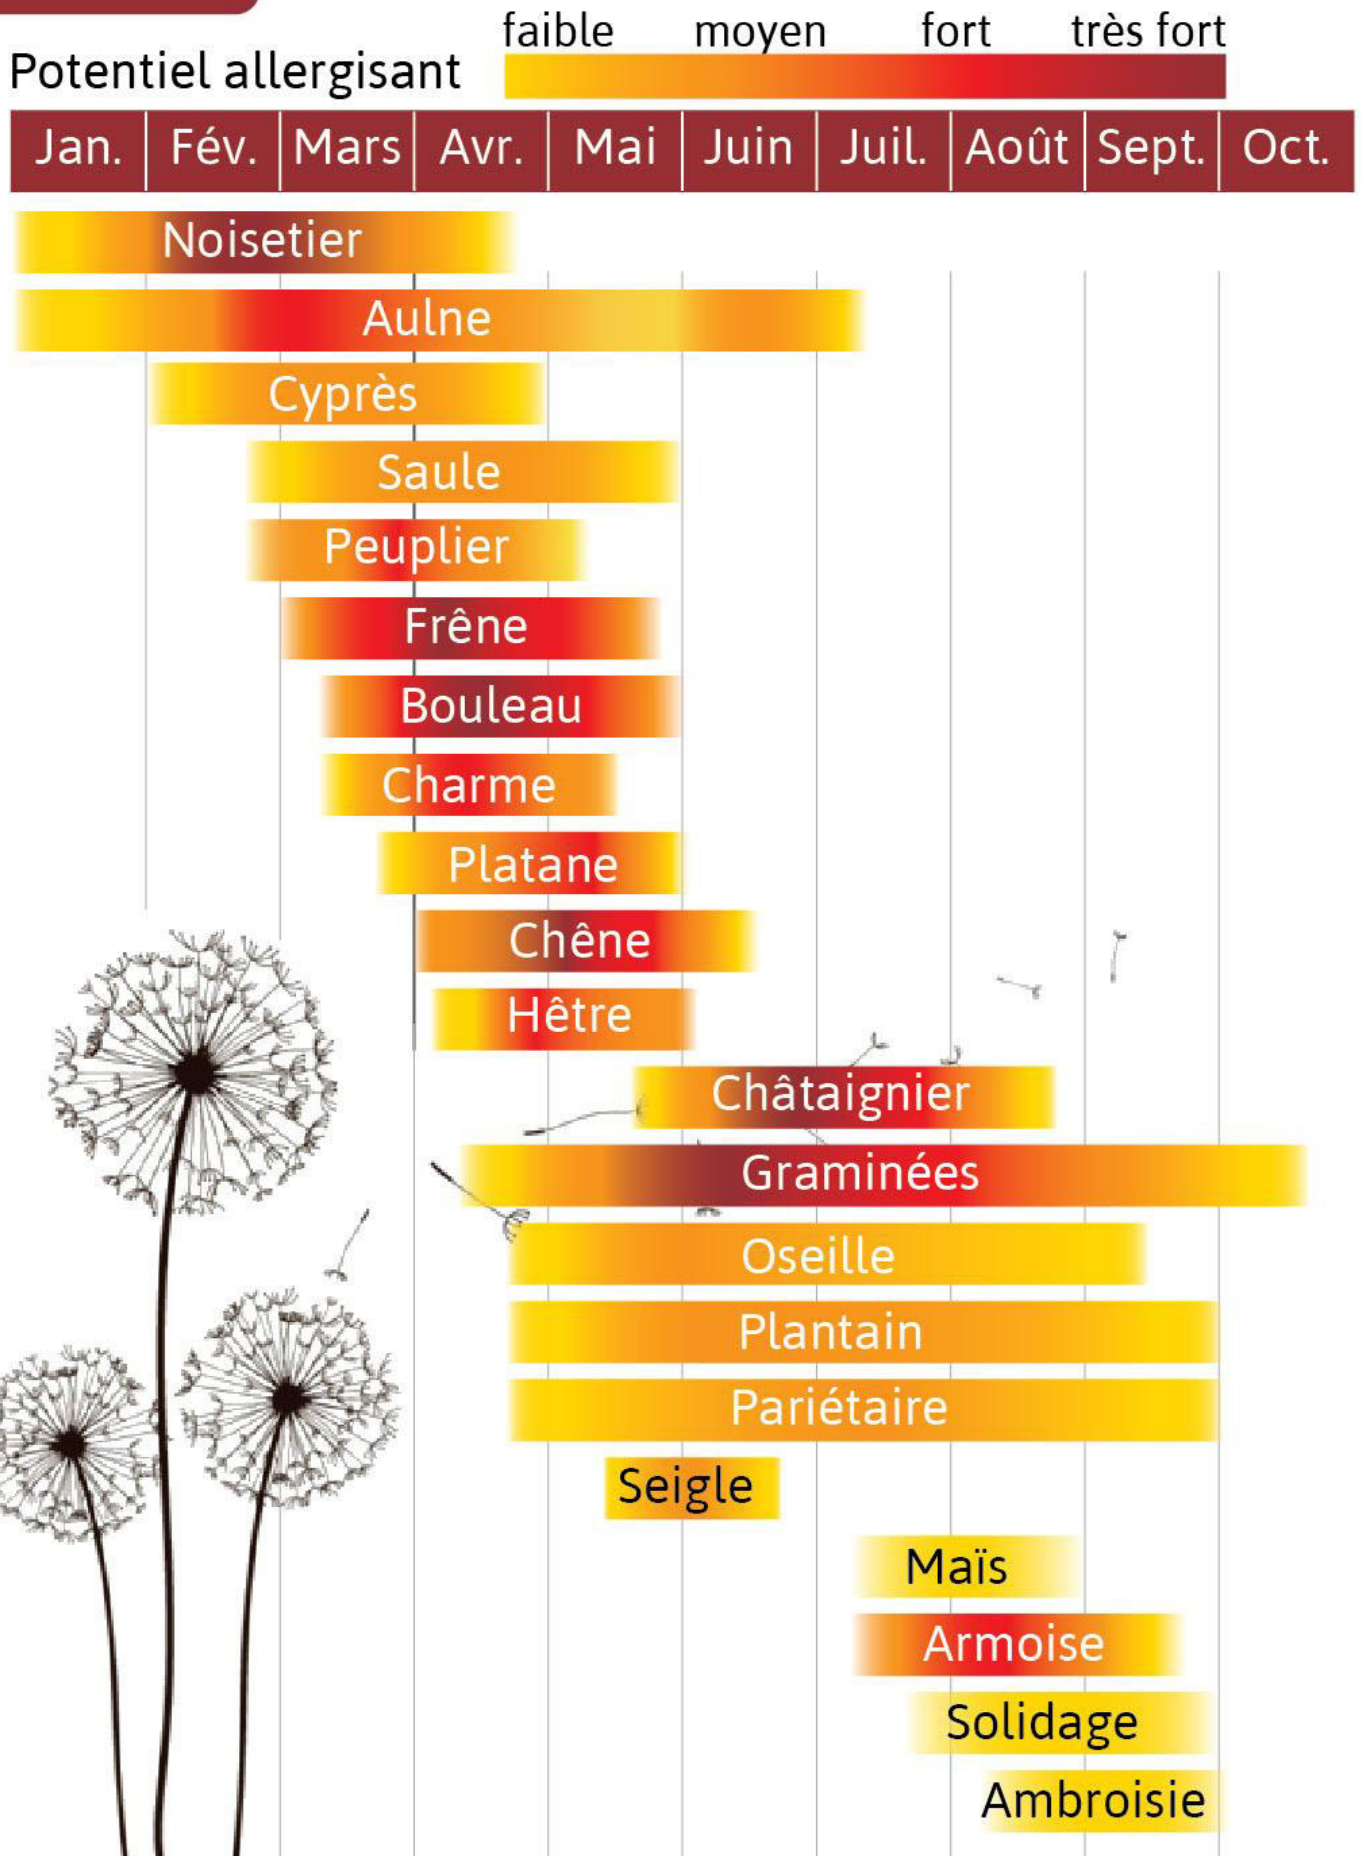 faible moyen fort très fort
Potentiel allergisant
Jan. Fév. Mars Avr. Mai Juin Juil. Août Sept. Oct.
Noisetier
Aulne
Cyprès
Saule
Peuplier
Frêne
Bouleau
Charme
Platane
Chêne
Hêtre
Châtaignier
Graminées
Oseille
Plantain
Pariétaire
Seigle
Maïs
Armoise
Solidage
Ambroisie